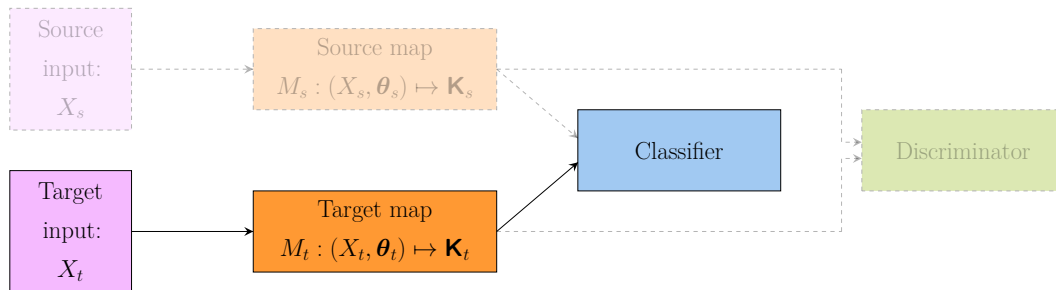 Source
input:
X_s
Source map
M_s : (X_s, θ_s) ↦ K_s
Classifier
Discriminator
Target
input:
X_t
Target map
M_t : (X_t, θ_t) ↦ K_t